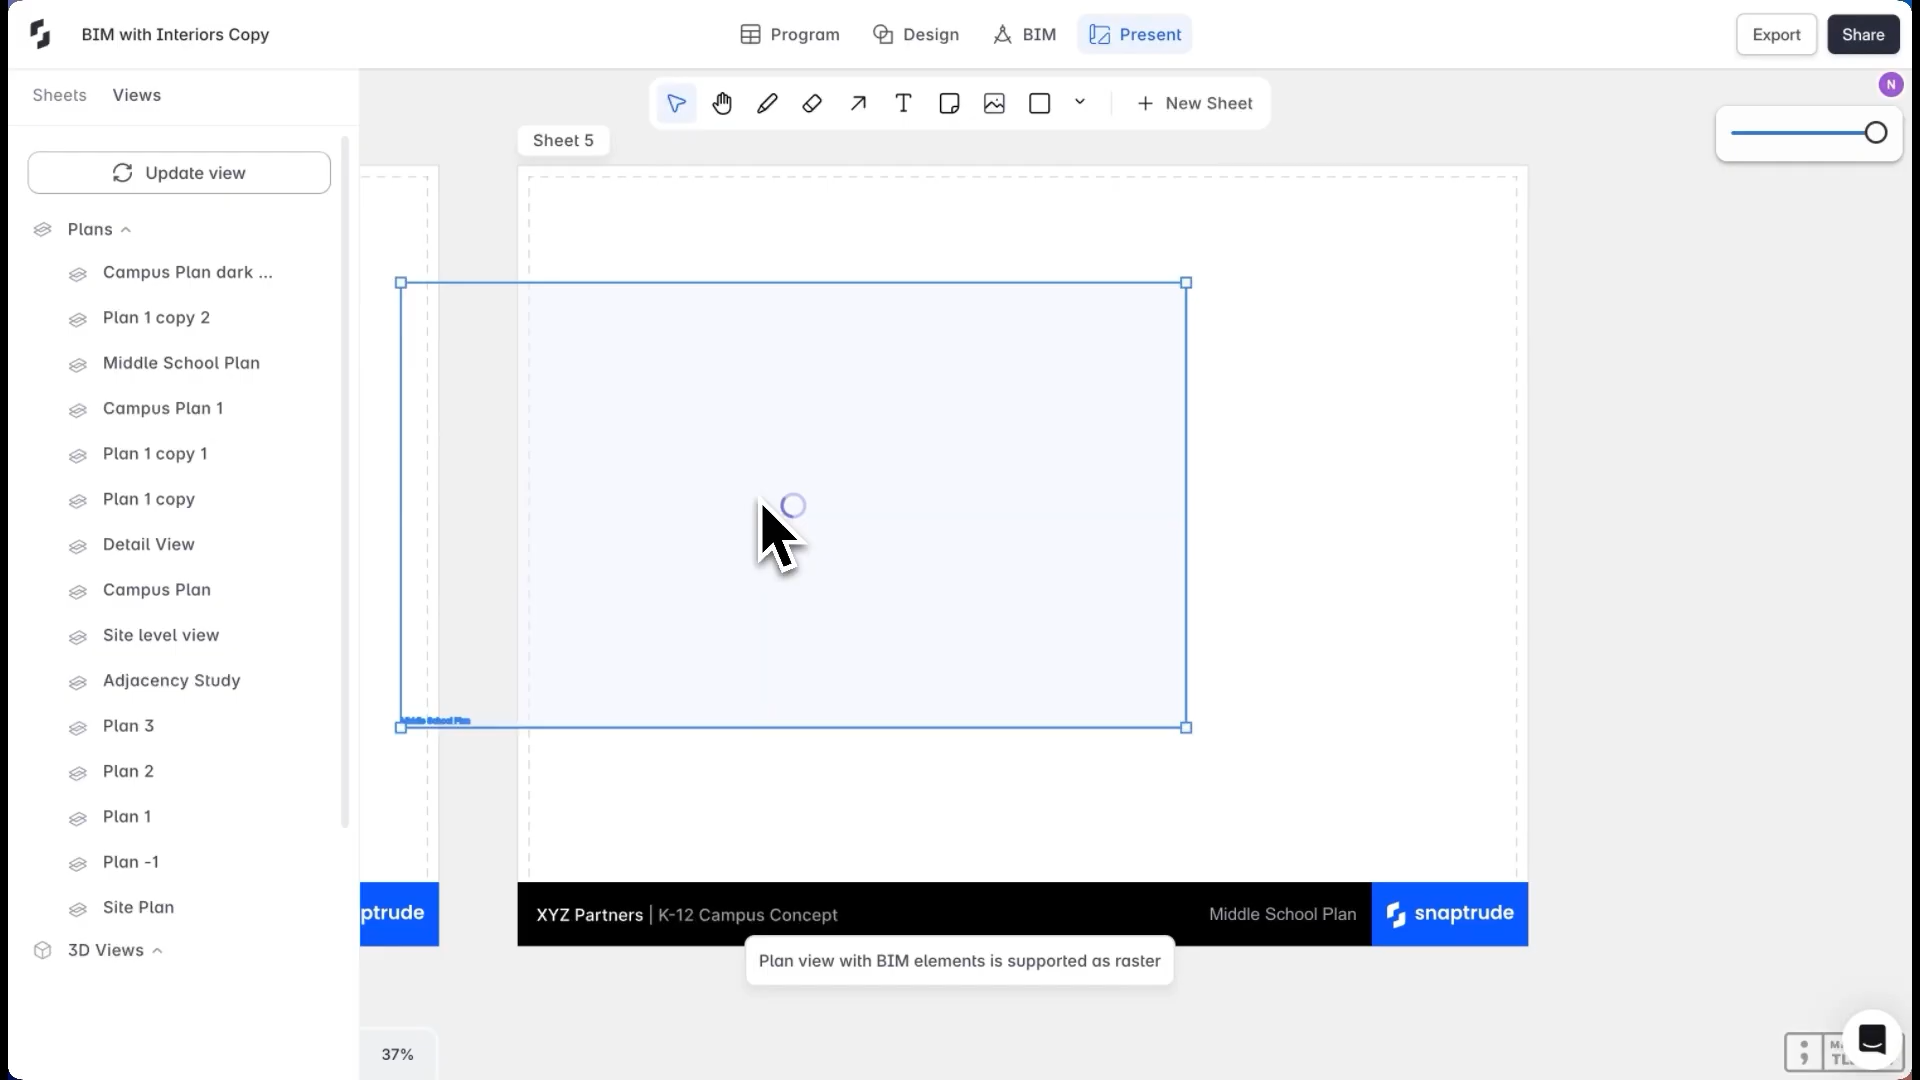 BIM with Interiors Copy
Program
Design
BIM
Present
Export
Share
Sheets
Views
N
New Sheet
Sheet 5
Update view
Plans
Campus Plan dark ...
Plan 1 copy 2
Middle School Plan
Campus Plan 1
Plan 1 copy 1
Plan 1 copy
Detail View
Campus Plan
Site level view
Adjacency Study
Plan 3
Plan 2
Plan 1
Plan -1
Site Plan
3D Views
Middle School Plan
ptrude
XYZ Partners | K-12 Campus Concept
Middle School Plan
snaptrude
Plan view with BIM elements is supported as raster
37%